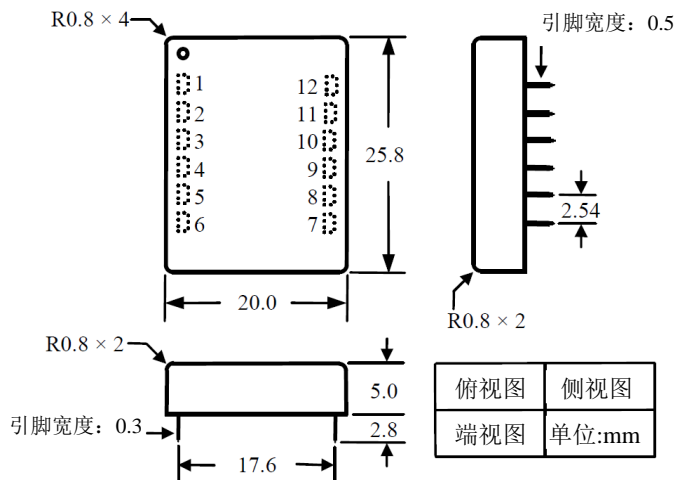 R0.8 × 4
引脚宽度：0.5
1 12
2 11
3 10
4 9
5 8
6 7
25.8
2.54
20.0
R0.8 × 2
R0.8 × 2
5.0
引脚宽度：0.3
2.8
17.6
俯视图 侧视图
端视图 单位:mm